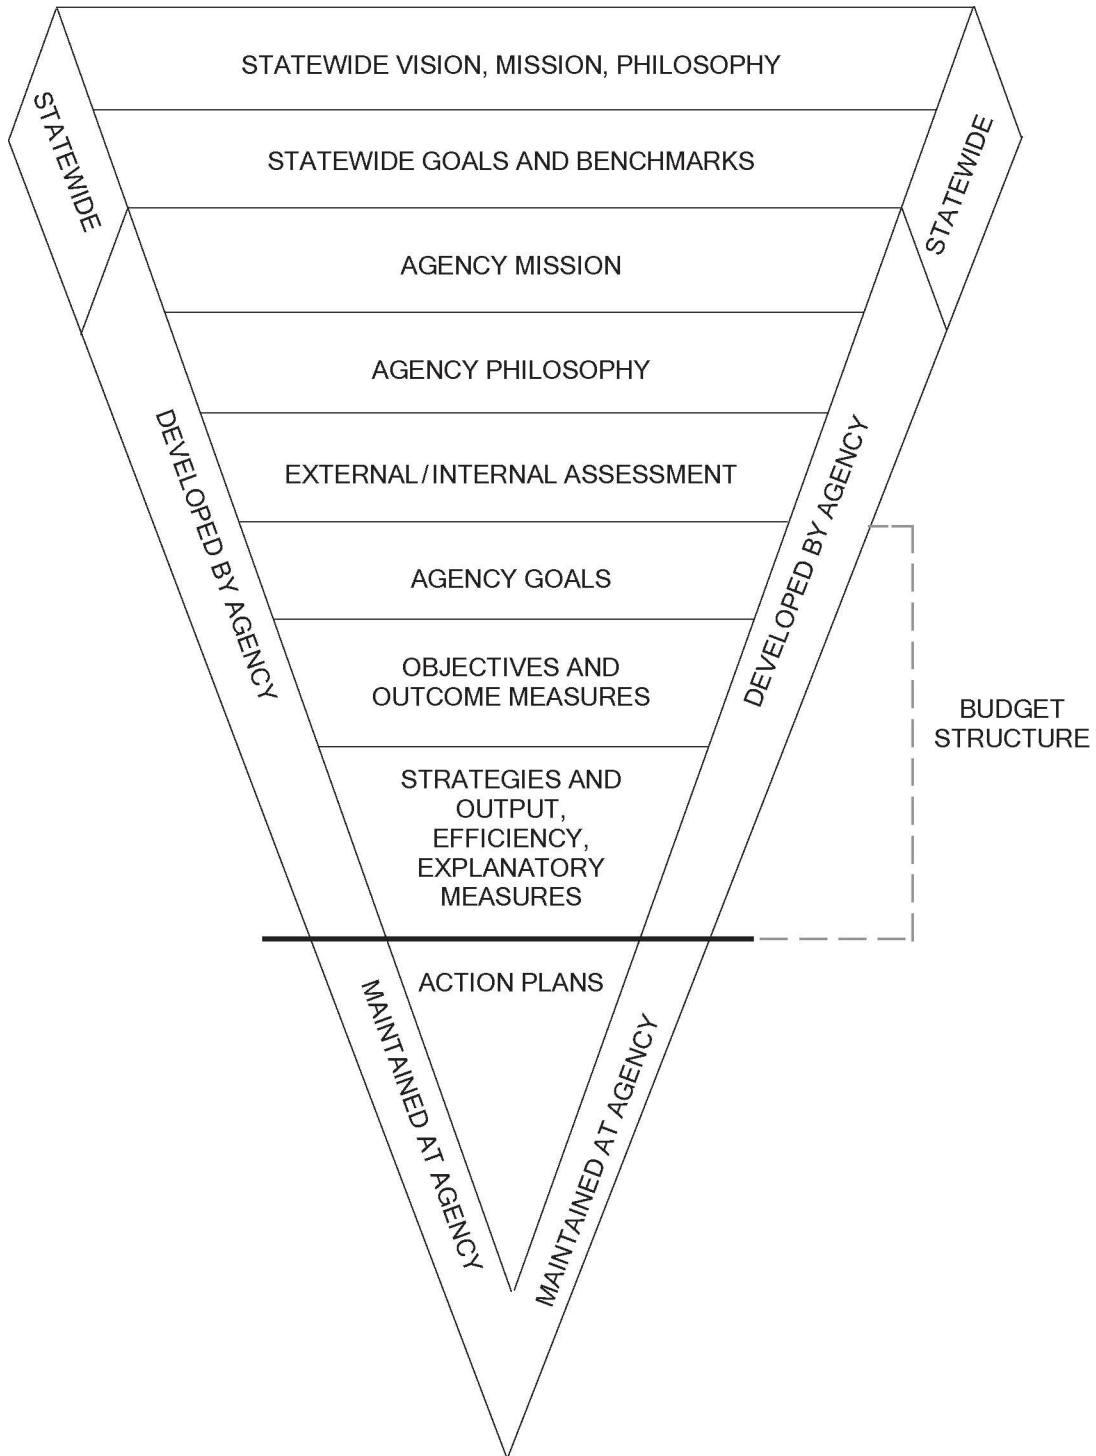 STATEWIDE VISION, MISSION, PHILOSOPHY
STATEWIDE
STATEWIDE
STATEWIDE GOALS AND BENCHMARKS
AGENCY MISSION
AGENCY PHILOSOPHY
DEVELOPED BY AGENCY
DEVELOPED BY AGENCY
EXTERNAL/INTERNAL ASSESSMENT
AGENCY GOALS
OBJECTIVES AND
OUTCOME MEASURES
BUDGET
STRUCTURE
STRATEGIES AND
OUTPUT,
EFFICIENCY,
EXPLANATORY
MEASURES
ACTION PLANS
MAINTAINED AT AGENCY
MAINTAINED AT AGENCY